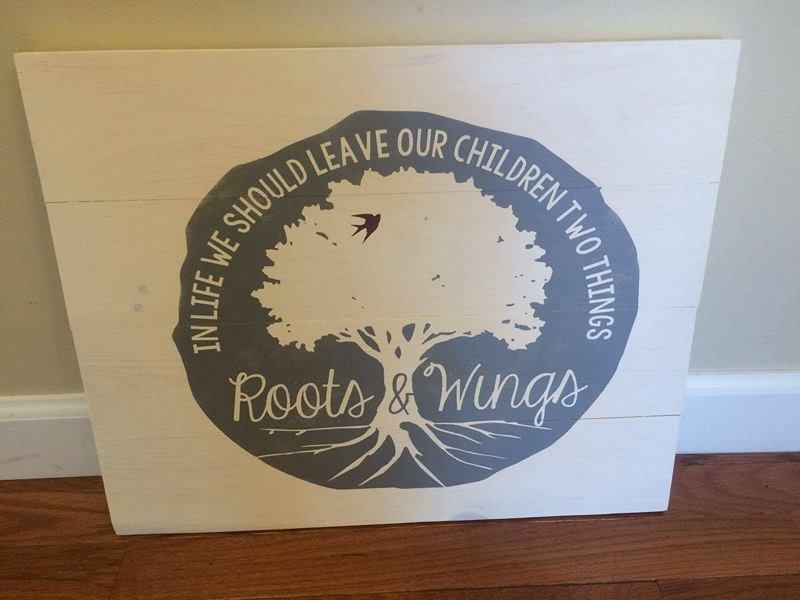 IN LIFE WE SHOULD LEAVE OUR CHILDREN TWO THINGS
Roots & Wings